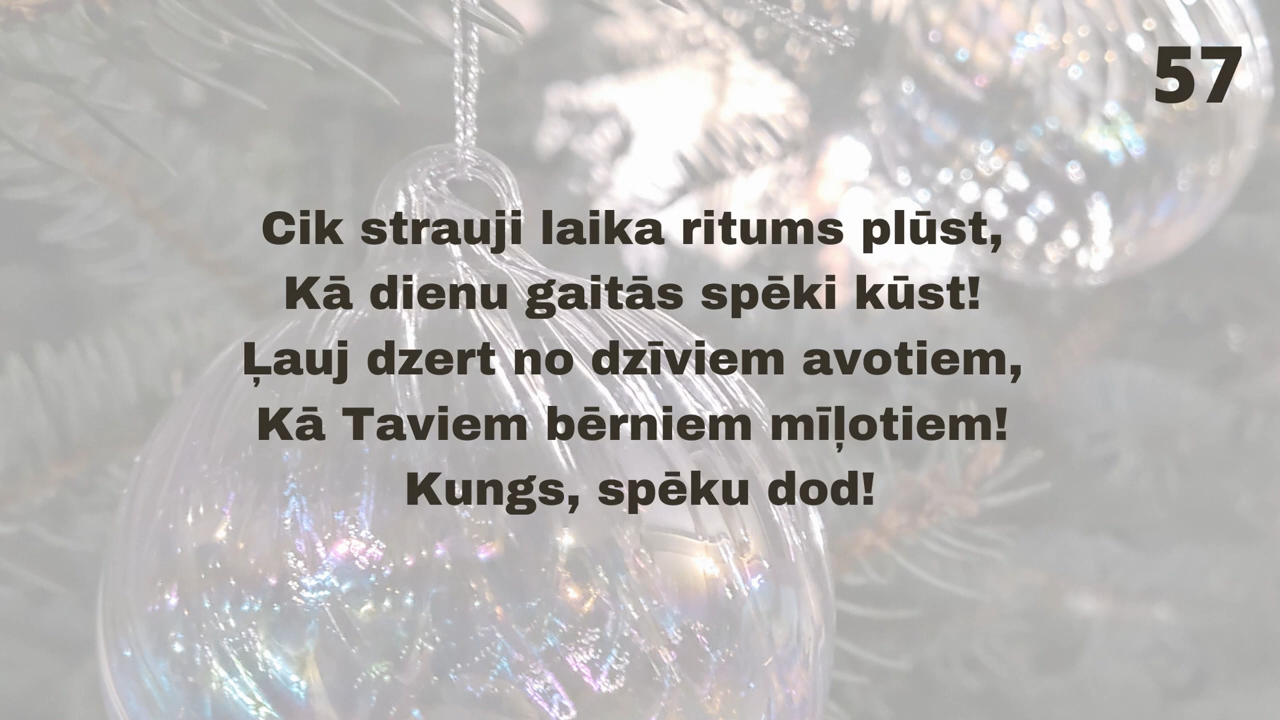 57
Cik strauji laika ritums plūst,
Kā dienu gaitās spēki kūst!
Ļauj dzert no dzīviem avotiem,
Kā Taviem bērniem mīļotiem!
Kungs, spēku dod!